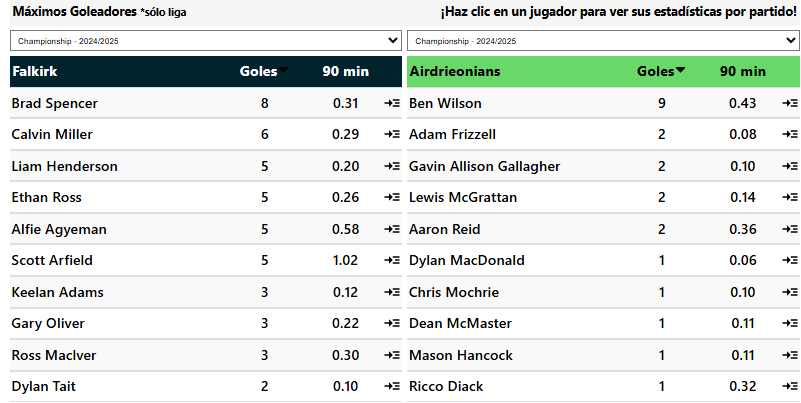 Máximos Goleadores *sólo liga
¡Haz clic en un jugador para ver sus estadísticas por partido!
Championship - 2024/2025
Championship - 2024/2025
Falkirk Goles 90 min
Brad Spencer 8 0.31
Calvin Miller 6 0.29
Liam Henderson 5 0.20
Ethan Ross 5 0.26
Alfie Agyeman 5 0.58
Scott Arfield 5 1.02
Keelan Adams 3 0.12
Gary Oliver 3 0.22
Ross MacIver 3 0.30
Dylan Tait 2 0.10
Airdrieonians Goles 90 min
Ben Wilson 9 0.43
Adam Frizzell 2 0.08
Gavin Allison Gallagher 2 0.10
Lewis McGrattan 2 0.14
Aaron Reid 2 0.36
Dylan MacDonald 1 0.06
Chris Mochrie 1 0.10
Dean McMaster 1 0.11
Mason Hancock 1 0.11
Ricco Diack 1 0.32